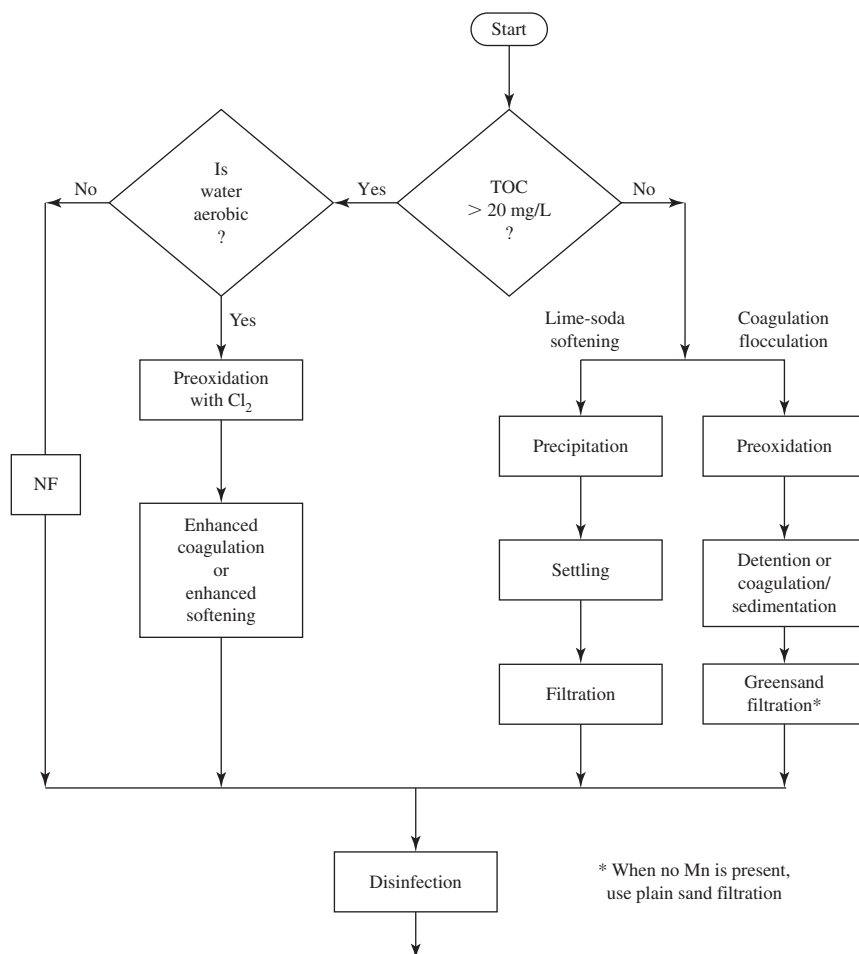 Start
Is
water
aerobic
?
No
Yes
TOC
> 20 mg/L
?
Yes
No
Lime-soda
softening
Coagulation
flocculation
Preoxidation
with Cl₂
Precipitation
Preoxidation
NF
Enhanced
coagulation
or
enhanced
softening
Settling
Detention or
coagulation/
sedimentation
Filtration
Greensand
filtration*
Disinfection
* When no Mn is present,
use plain sand filtration